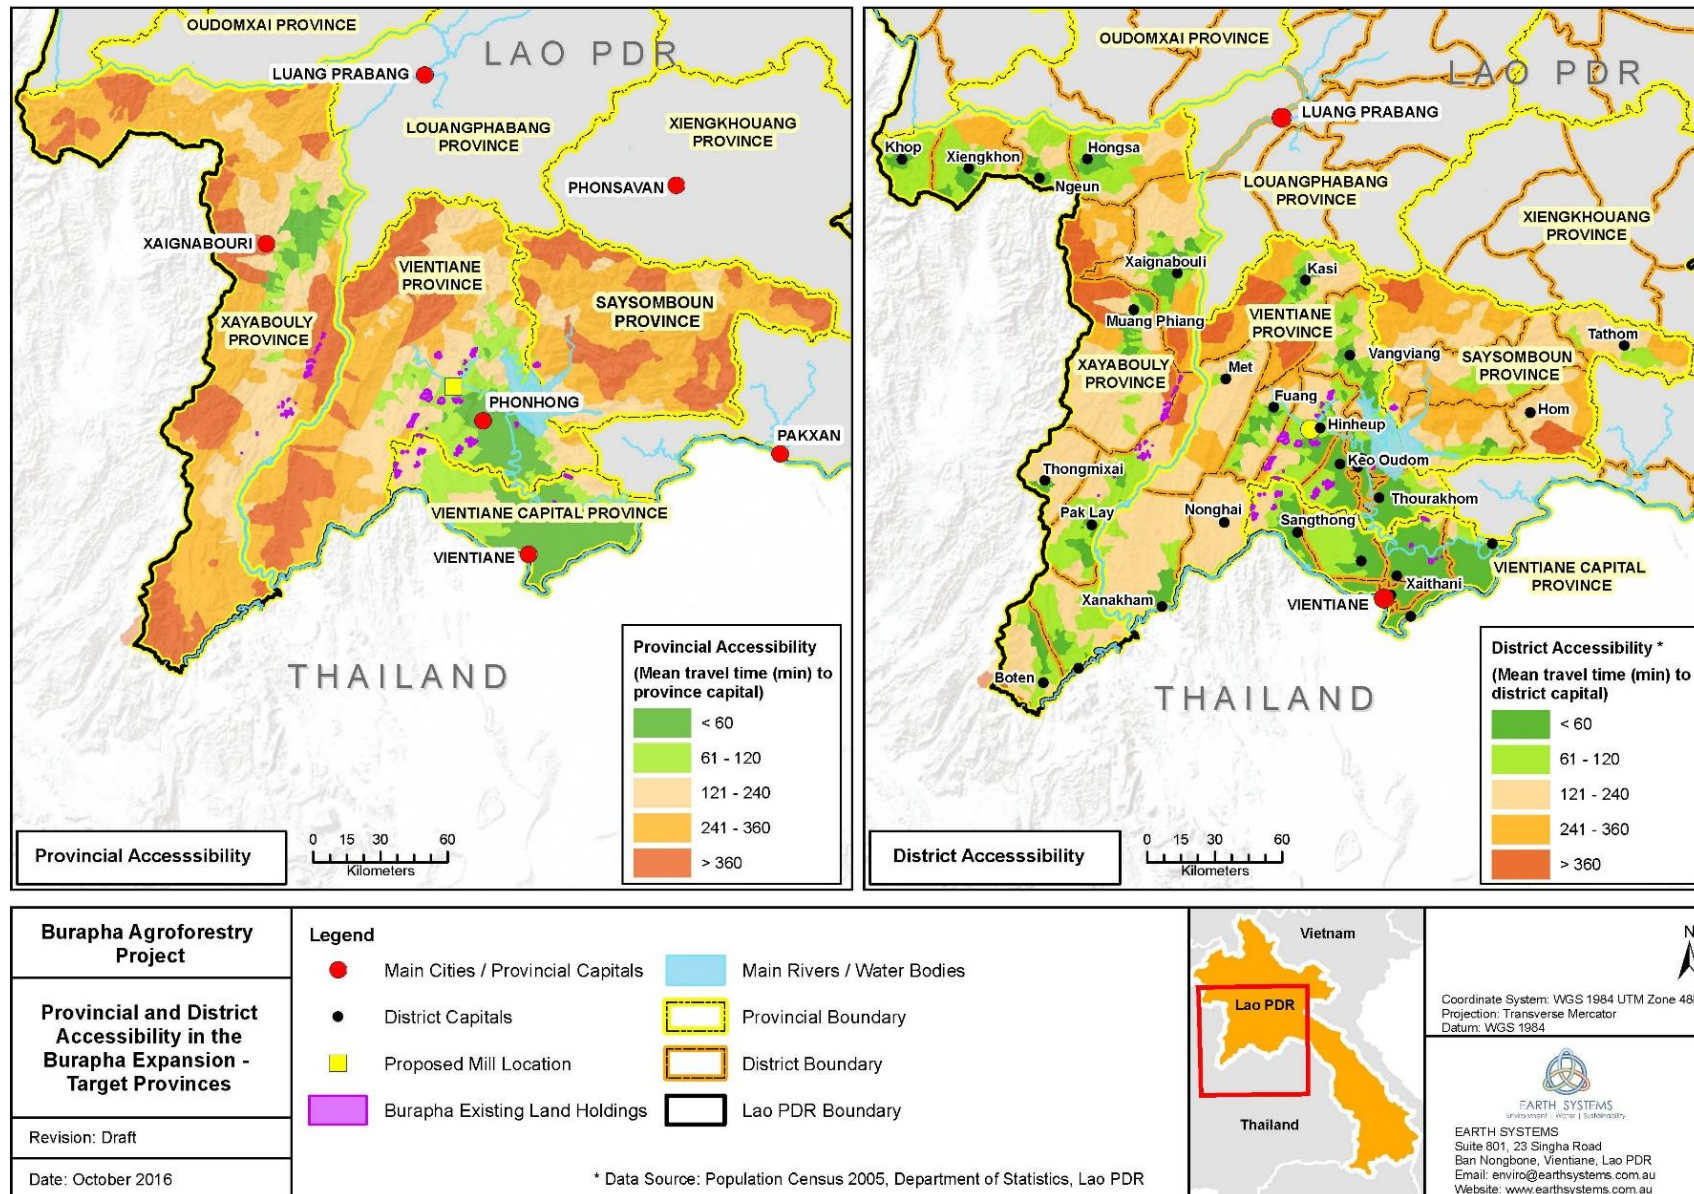 OUDOMXAI PROVINCE
LAO PDR
LUANG PRABANG
LOUANGPHABANG
PROVINCE
XIENGKHOUANG
PROVINCE
PHONSAVAN
XAIGNABOURI
VIENTIANE
PROVINCE
SAYSOMBOUN
PROVINCE
XAYABOULY
PROVINCE
PHONHONG
PAKXAN
VIENTIANE CAPITAL PROVINCE
VIENTIANE
THAILAND
Provincial Accessibility
(Mean travel time (min) to
province capital)
< 60
61 - 120
121 - 240
241 - 360
> 360
Provincial Accesssibility
0 15 30 60
Kilometers
OUDOMXAI PROVINCE
LAO PDR
LUANG PRABANG
Khop
Xiengkhon
Hongsa
Ngeun
LOUANGPHABANG
PROVINCE
XIENGKHOUANG
PROVINCE
Xaignabouli
Kasi
Muang Phiang
VIENTIANE
PROVINCE
Tathom
Vangviang
SAYSOMBOUN
PROVINCE
XAYABOULY
PROVINCE
Met
Fuang
Hom
Hinheup
Keo Oudom
Thongmixai
Thourakhom
Pak Lay
Nonghai
Sangthong
VIENTIANE CAPITAL
PROVINCE
Xaithani
Xanakham
VIENTIANE
Boten
THAILAND
District Accessibility *
(Mean travel time (min) to
district capital)
< 60
61 - 120
121 - 240
241 - 360
> 360
District Accesssibility
0 15 30 60
Kilometers
Burapha Agroforestry
Project
Provincial and District
Accessibility in the
Burapha Expansion -
Target Provinces
Revision: Draft
Date: October 2016
Legend
Main Cities / Provincial Capitals
District Capitals
Proposed Mill Location
Burapha Existing Land Holdings
Main Rivers / Water Bodies
Provincial Boundary
District Boundary
Lao PDR Boundary
* Data Source: Population Census 2005, Department of Statistics, Lao PDR
Vietnam
Lao PDR
Thailand
N
Coordinate System: WGS 1984 UTM Zone 48
Projection: Transverse Mercator
Datum: WGS 1984
EARTH SYSTEMS
Environment | Water | Sustainability
EARTH SYSTEMS
Suite 801, 23 Singha Road
Ban Nongbone, Vientiane, Lao PDR
Email: enviro@earthsystems.com.au
Website: www.earthsystems.com.au